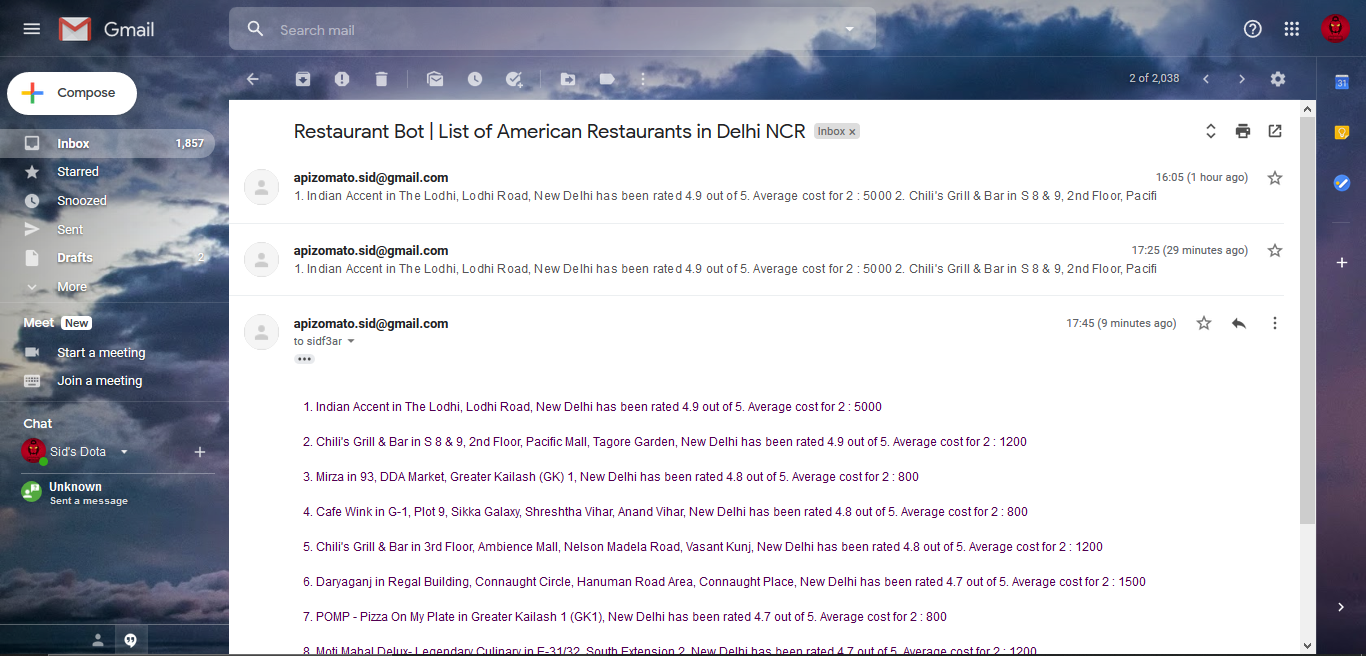 Gmail
Search mail
Compose
2 of 2,038
31
Inbox 1,857
Starred
Snoozed
Sent
Drafts 2
More
Meet New
Start a meeting
Join a meeting
Chat
Sid's Dota
Unknown
Sent a message
Restaurant Bot | List of American Restaurants in Delhi NCR Inbox x
apizomato.sid@gmail.com 16:05 (1 hour ago)
1. Indian Accent in The Lodhi, Lodhi Road, New Delhi has been rated 4.9 out of 5. Average cost for 2 : 5000 2. Chili's Grill & Bar in S 8 & 9, 2nd Floor, Pacifi
apizomato.sid@gmail.com 17:25 (29 minutes ago)
1. Indian Accent in The Lodhi, Lodhi Road, New Delhi has been rated 4.9 out of 5. Average cost for 2 : 5000 2. Chili's Grill & Bar in S 8 & 9, 2nd Floor, Pacifi
apizomato.sid@gmail.com 17:45 (9 minutes ago)
to sidf3ar
1. Indian Accent in The Lodhi, Lodhi Road, New Delhi has been rated 4.9 out of 5. Average cost for 2 : 5000
2. Chili's Grill & Bar in S 8 & 9, 2nd Floor, Pacific Mall, Tagore Garden, New Delhi has been rated 4.9 out of 5. Average cost for 2 : 1200
3. Mirza in 93, DDA Market, Greater Kailash (GK) 1, New Delhi has been rated 4.8 out of 5. Average cost for 2 : 800
4. Cafe Wink in G-1, Plot 9, Sikka Galaxy, Shreshtha Vihar, Anand Vihar, New Delhi has been rated 4.8 out of 5. Average cost for 2 : 800
5. Chili's Grill & Bar in 3rd Floor, Ambience Mall, Nelson Madela Road, Vasant Kunj, New Delhi has been rated 4.8 out of 5. Average cost for 2 : 1200
6. Daryaganj in Regal Building, Connaught Circle, Hanuman Road Area, Connaught Place, New Delhi has been rated 4.7 out of 5. Average cost for 2 : 1500
7. POMP - Pizza On My Plate in Greater Kailash 1 (GK1), New Delhi has been rated 4.7 out of 5. Average cost for 2 : 800
8. Moti Mahal Delux- Legendary Culinary in E-31/32, South Extension 2, New Delhi has been rated 4.7 out of 5. Average cost for 2 : 1200